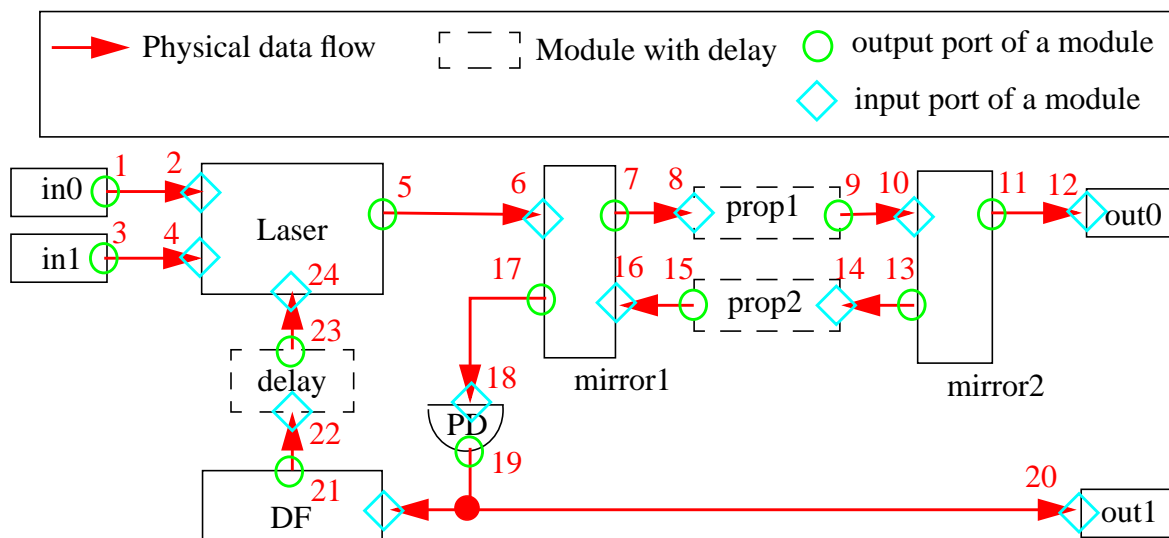 Physical data flow
Module with delay
output port of a module
input port of a module
in0
1
2
5
6
7
8
prop1
9
10
11
12
out0
in1
3
4
Laser
24
17
16
15
prop2
14
13
23
delay
22
mirror1
mirror2
18
PD
19
21
DF
20
out1